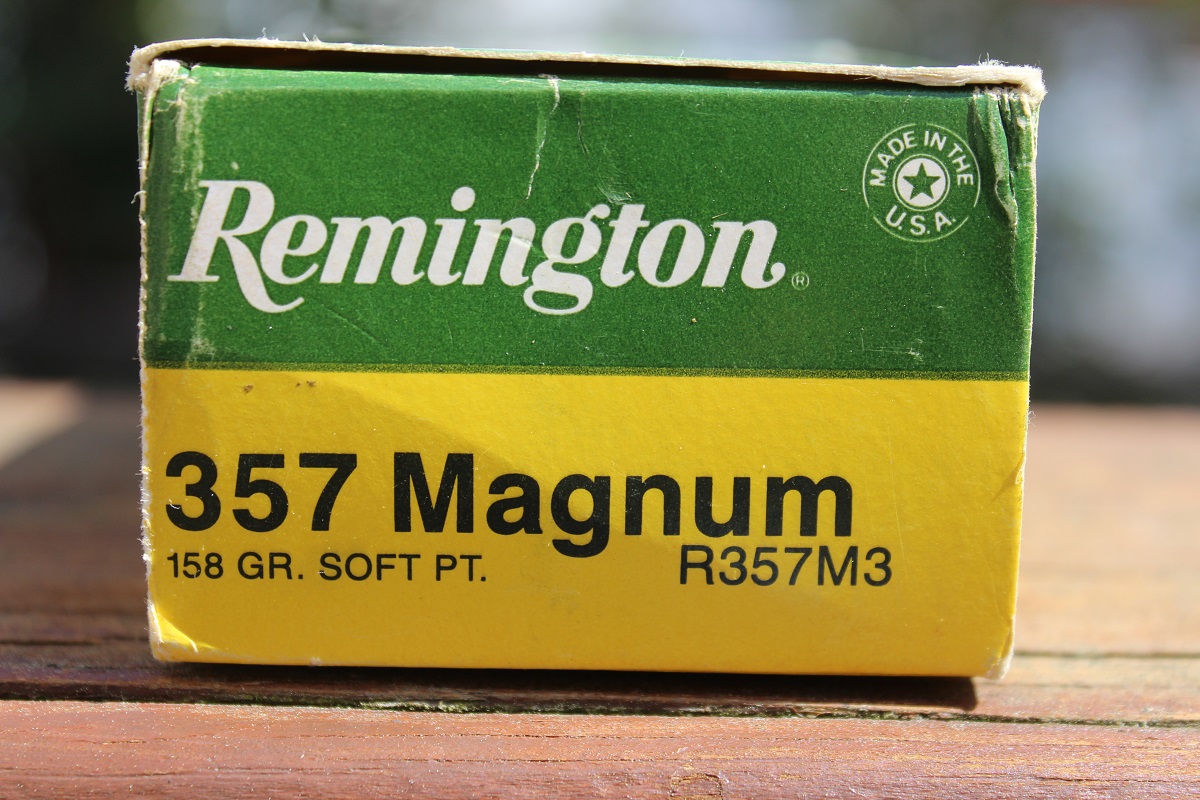 Remington®
MADE IN THE
U.S.A.
357 Magnum
158 GR. SOFT PT. R357M3